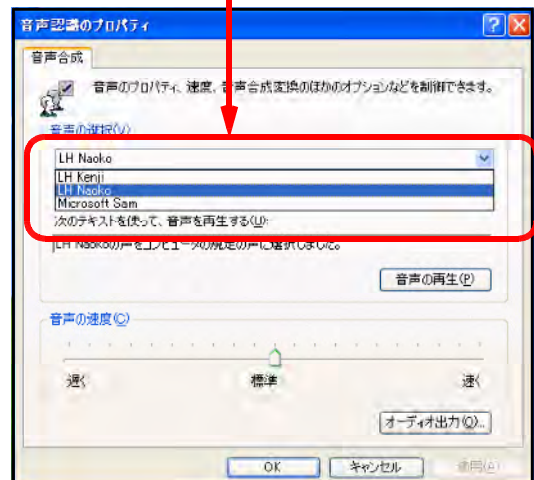 音声認識のプロパティ
音声合成
音声のプロパティ、速度、音声合成変換のほかのオプションなどを制御できます。
音声の選択(V)
LH Naoko
LH Kenji
LH Naoko
Microsoft Sam
次のテキストを使って、音声を再生する(U):
LH Naokoの声をコンピュータの規定の声に選択しました。
音声の再生(P)
音声の速度(C)
遅く 標準 速く
オーディオ出力(O)...
OK キャンセル 適用(A)